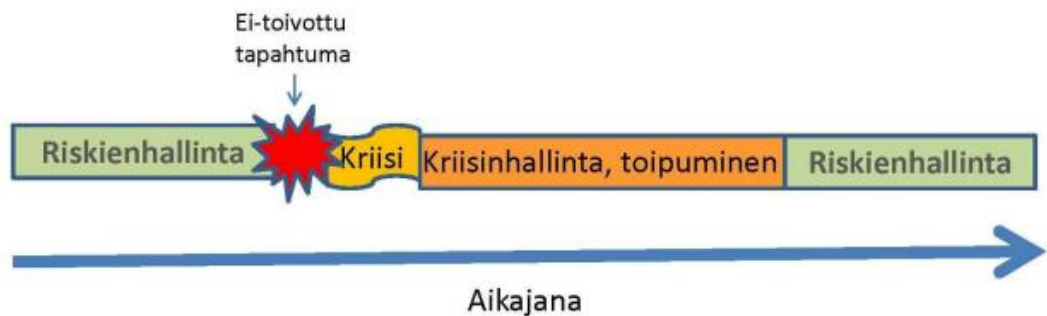 Ei-toivottu
tapahtuma
Riskienhallinta
Kriisi
Kriisinhallinta, toipuminen
Riskienhallinta
Aikajana